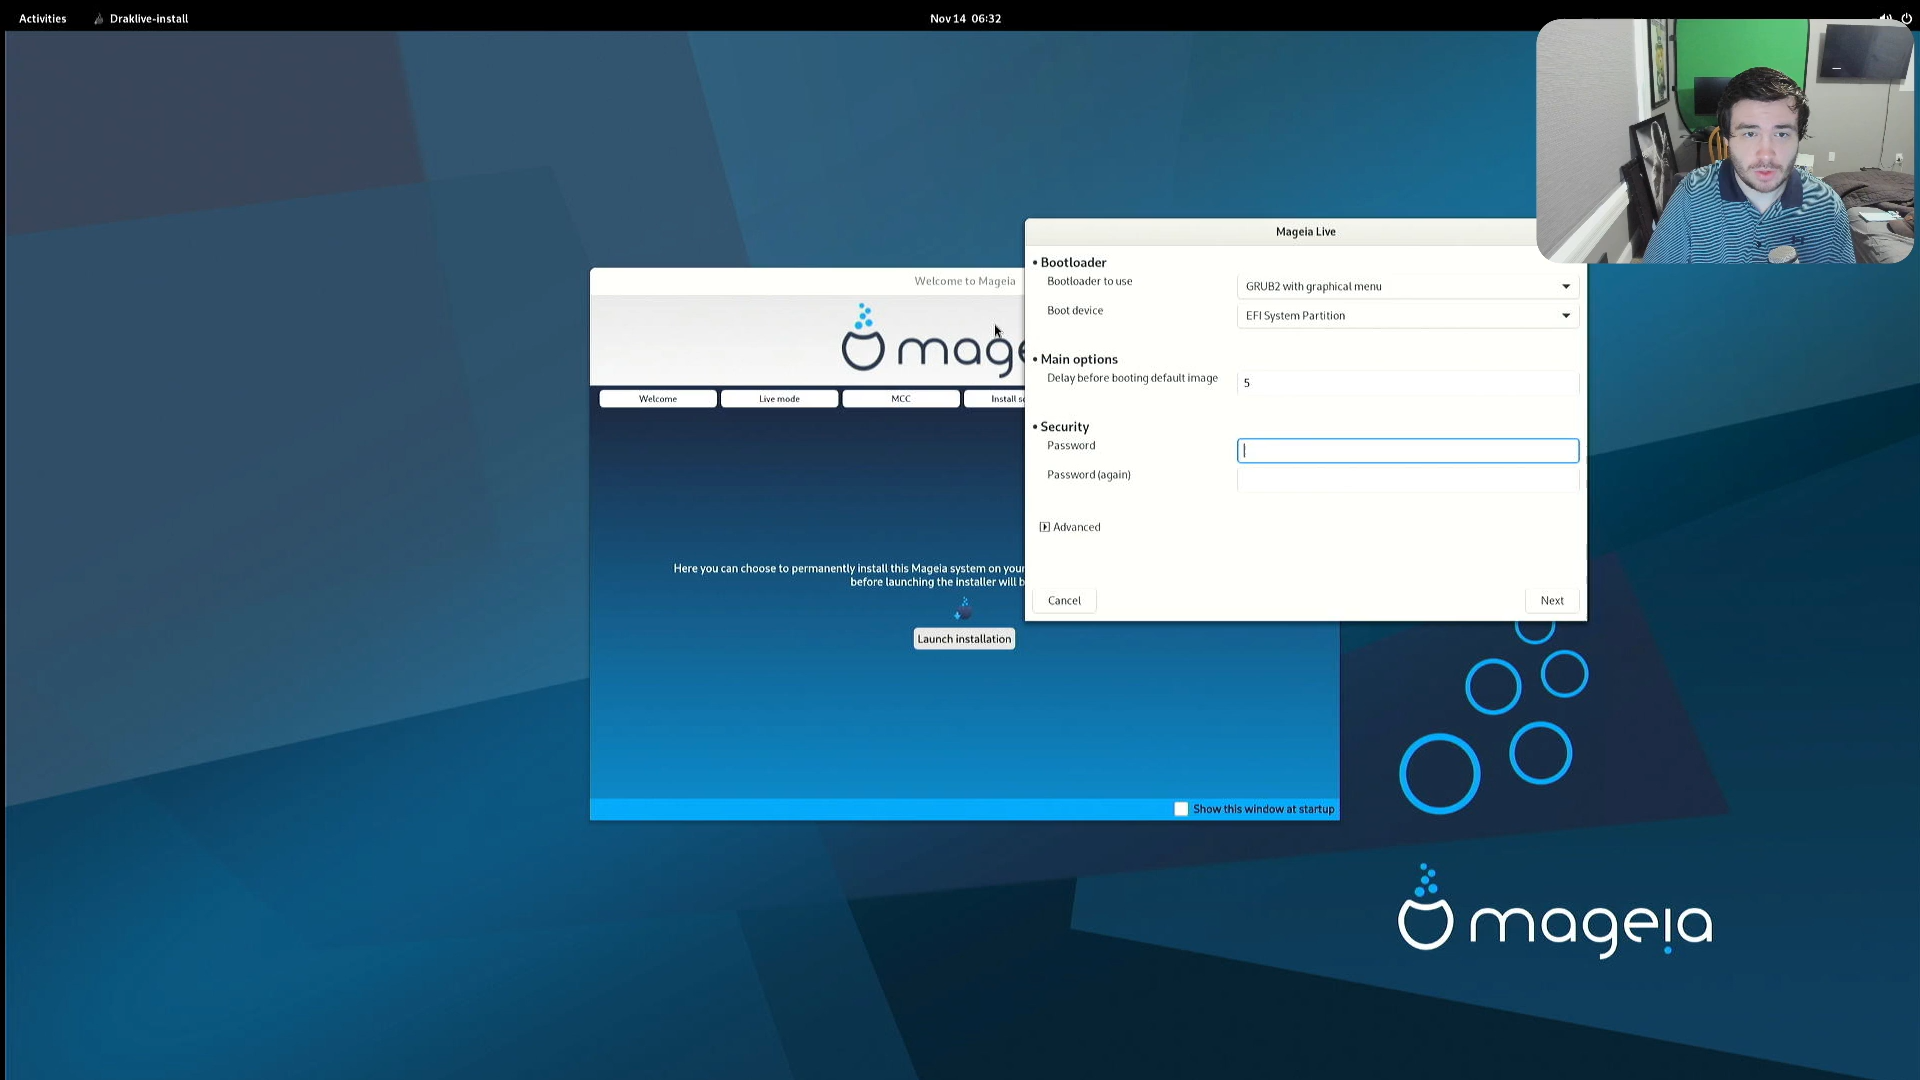 Activities
Draklive-install
Nov 14 06:32
Mageia Live
Bootloader
Bootloader to use
GRUB2 with graphical menu
Boot device
EFI System Partition
Main options
Delay before booting default image
5
Security
Password
Password (again)
Advanced
Cancel
Next
Welcome to Mageia
Welcome
Live mode
MCC
Install
Here you can choose to permanently install this Mageia system on your
before launching the installer will
Launch installation
Show this window at startup
mageia